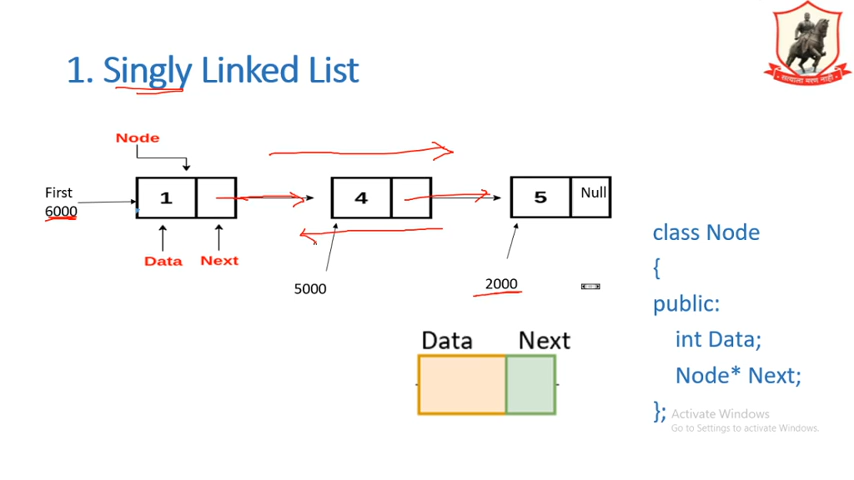 1. Singly Linked List
Node
First
6000
1
4
5
Null
Data
Next
5000
2000
Data
Next
class Node
{
public:
int Data;
Node* Next;
};
Activate Windows
Go to Settings to activate Windows.